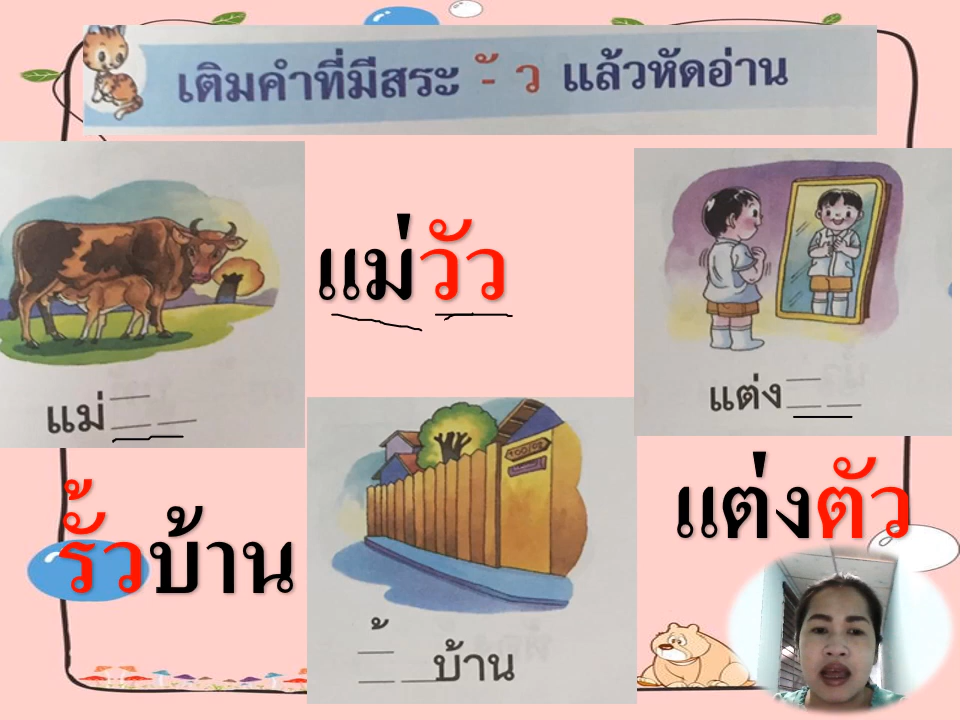 เติมคำที่มีสระ -ั ว แล้วหัดอ่าน
แม่วัว
แม่
แต่ง
รั้วบ้าน
แต่งตัว
้ บ้าน